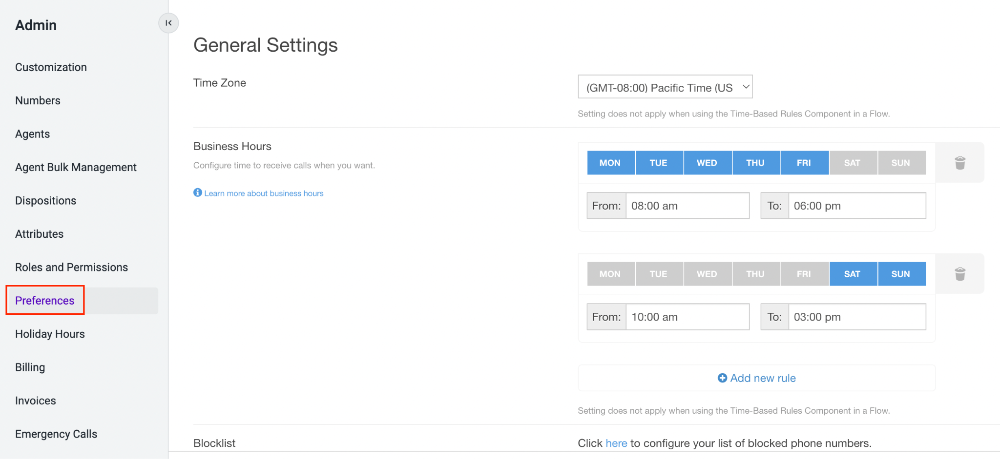 Admin
Customization
Numbers
Agents
Agent Bulk Management
Dispositions
Attributes
Roles and Permissions
Preferences
Holiday Hours
Billing
Invoices
Emergency Calls
General Settings
Time Zone
(GMT-08:00) Pacific Time (US
Setting does not apply when using the Time-Based Rules Component in a Flow.
Business Hours
Configure time to receive calls when you want.
Learn more about business hours
MON TUE WED THU FRI SAT SUN
From: 08:00 am To: 06:00 pm
MON TUE WED THU FRI SAT SUN
From: 10:00 am To: 03:00 pm
Add new rule
Setting does not apply when using the Time-Based Rules Component in a Flow.
Blocklist
Click here to configure your list of blocked phone numbers.